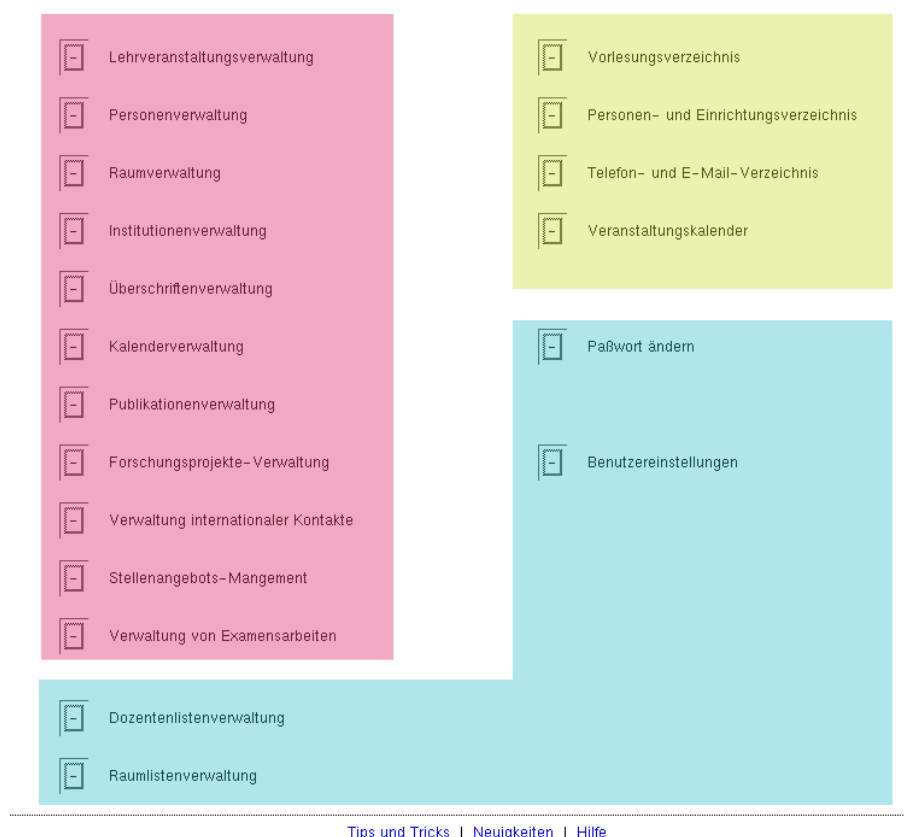 Lehrveranstaltungsverwaltung
Personenverwaltung
Raumverwaltung
Institutionenverwaltung
Überschriftenverwaltung
Kalenderverwaltung
Publikationenverwaltung
Forschungsprojekte-Verwaltung
Verwaltung internationaler Kontakte
Stellenangebots-Mangement
Verwaltung von Examensarbeiten
Vorlesungsverzeichnis
Personen- und Einrichtungsverzeichnis
Telefon- und E-Mail-Verzeichnis
Veranstaltungskalender
Paßwort ändern
Benutzereinstellungen
Dozentenlistenverwaltung
Raumlistenverwaltung
Tips und Tricks | Neuigkeiten | Hilfe